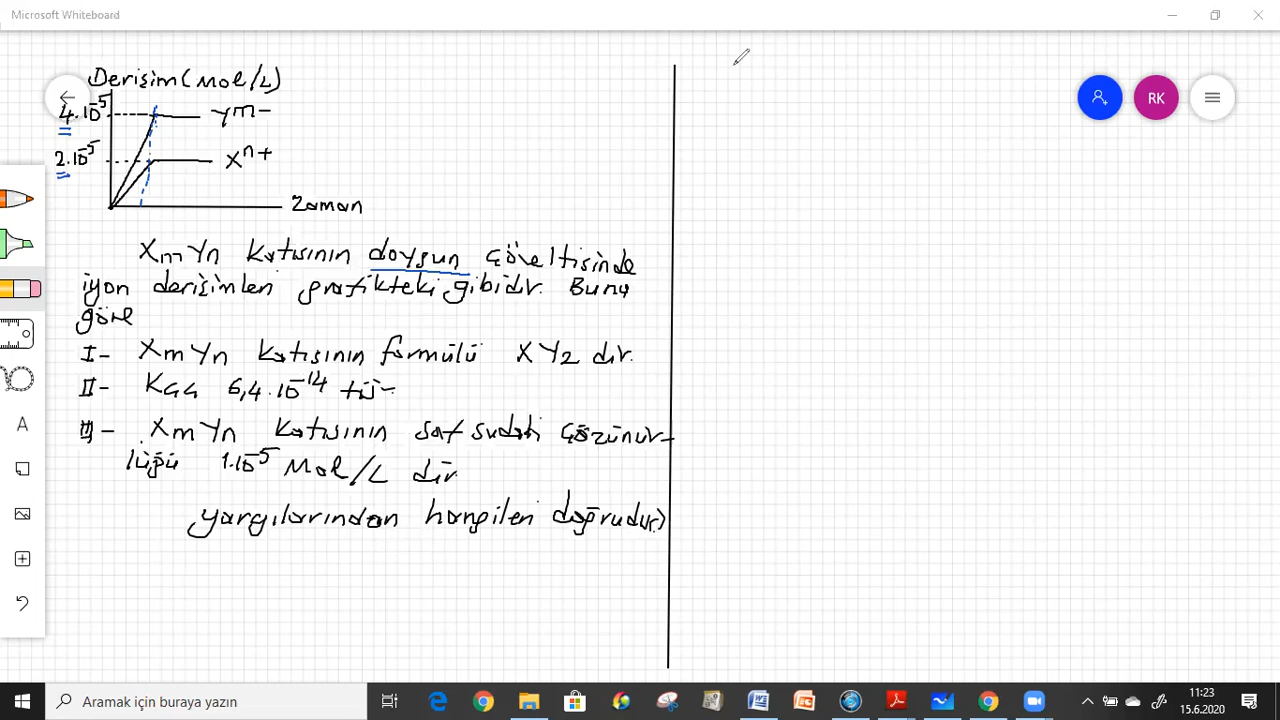 Microsoft Whiteboard
Derişim(Mol/L)
4.10⁻⁵ Yᵐ⁻
2.10⁻⁵ Xⁿ⁺
Zaman
RK
XmYn katısının doygun çözeltisinde
iyon derişimleri grafikteki gibidir. Buna
göre
I- XmYn katısının formülü XY2 dir.
II- Kçç 6,4.10⁻¹⁴ tür
III- XmYn katısının saf sudaki çözünür-
lüğü 1.10⁻⁵ Mol/L dir
yargılarından hangileri doğrudur?
A
Aramak için buraya yazın
11:23
15.6.2020